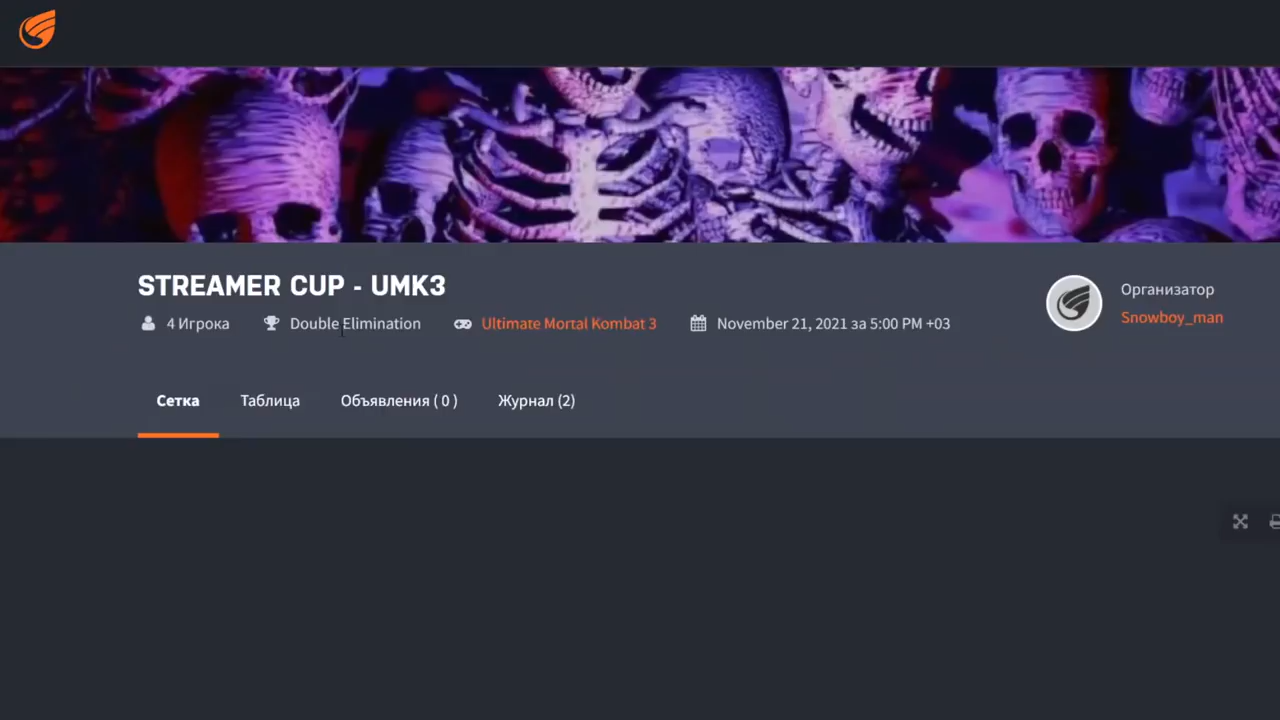 STREAMER CUP - UMK3
4 Игрока Double Elimination Ultimate Mortal Kombat 3 November 21, 2021 за 5:00 PM +03
Организатор
Snowboy_man
Сетка Таблица Объявления ( 0 ) Журнал (2)